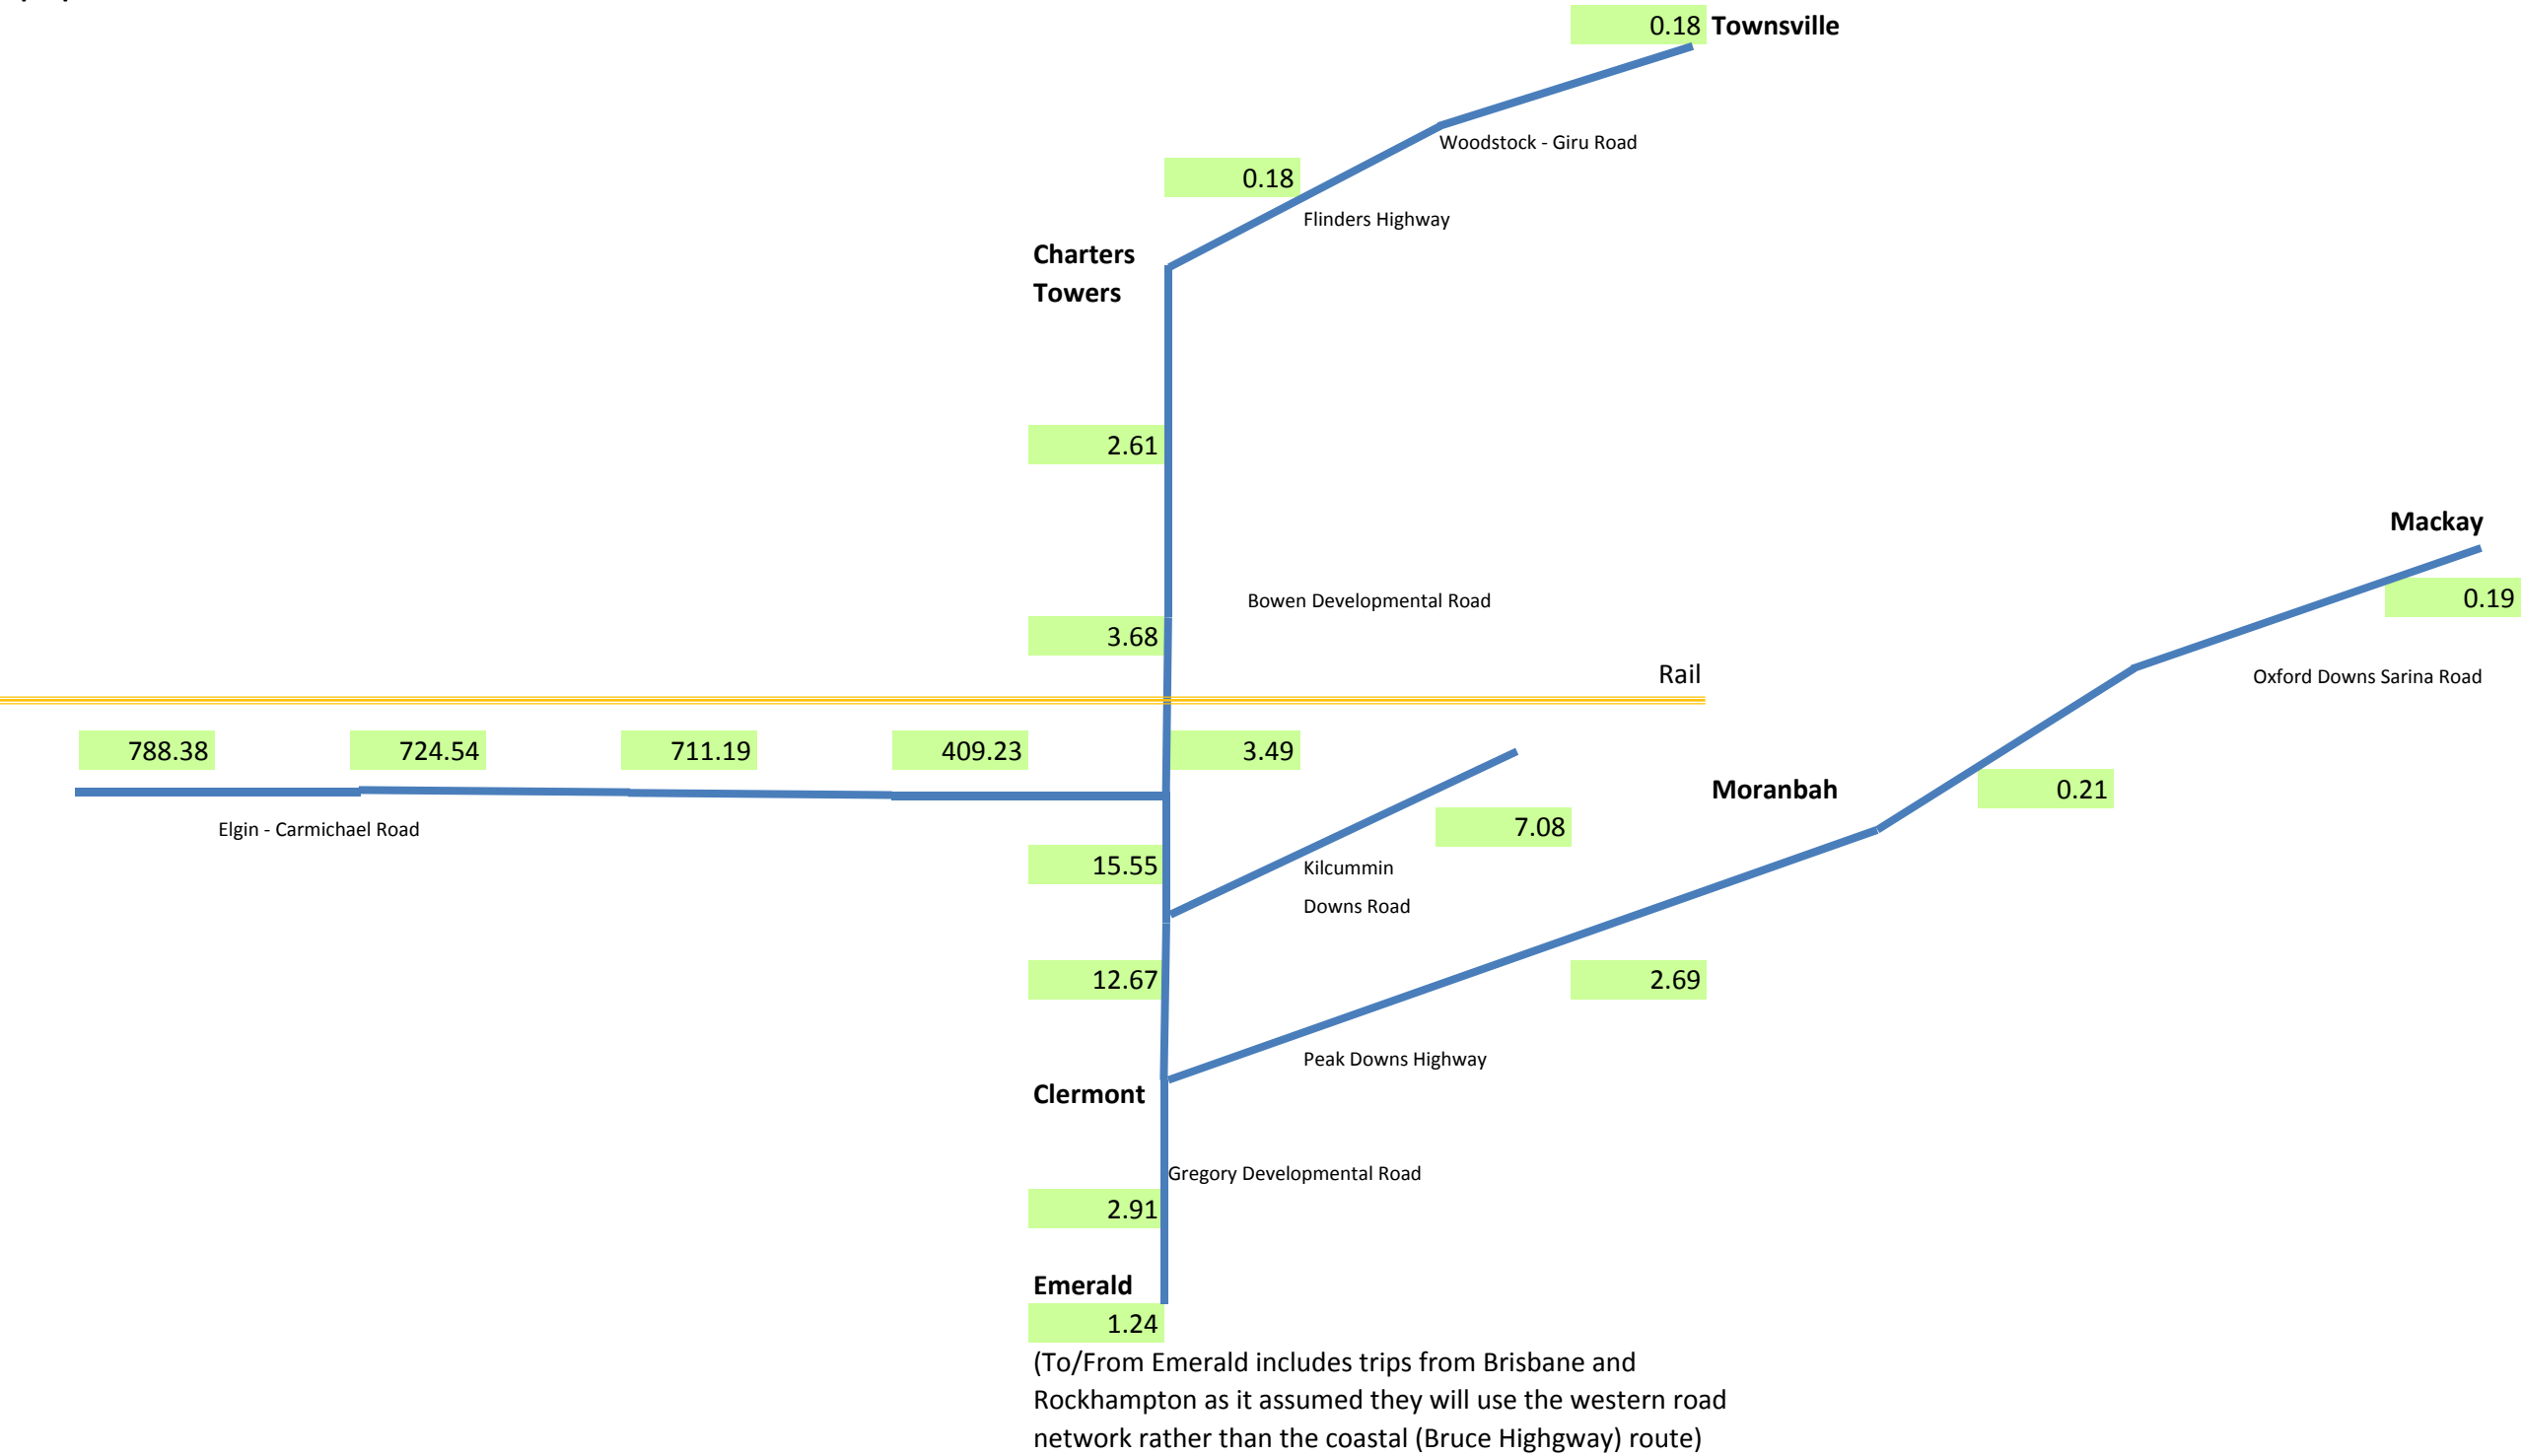 0.18 Townsville
Woodstock - Giru Road
0.18
Flinders Highway
Charters
Towers
2.61
Mackay
Bowen Developmental Road
0.19
3.68
Rail
Oxford Downs Sarina Road
788.38 724.54 711.19 409.23 3.49
Moranbah
0.21
Elgin - Carmichael Road
7.08
15.55
Kilcummin
Downs Road
12.67
2.69
Peak Downs Highway
Clermont
Gregory Developmental Road
2.91
Emerald
1.24
(To/From Emerald includes trips from Brisbane and
Rockhampton as it assumed they will use the western road
network rather than the coastal (Bruce Highgway) route)